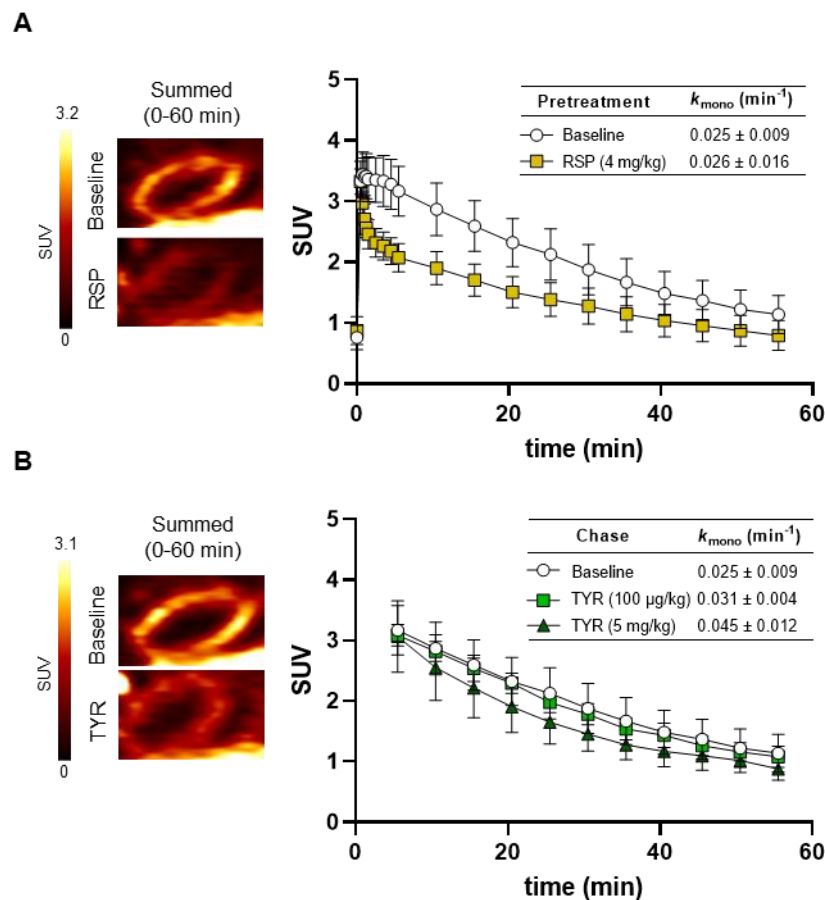 A
Summed
(0-60 min)
3.2
SUV
0
Baseline
RSP
5
4
3
2
1
0
SUV
0 20 40 60
time (min)
Pretreatment k mono (min-1)
Baseline 0.025 ± 0.009
RSP (4 mg/kg) 0.026 ± 0.016
B
Summed
(0-60 min)
3.1
SUV
0
Baseline
TYR
5
4
3
2
1
0
SUV
0 20 40 60
time (min)
Chase k mono (min-1)
Baseline 0.025 ± 0.009
TYR (100 µg/kg) 0.031 ± 0.004
TYR (5 mg/kg) 0.045 ± 0.012